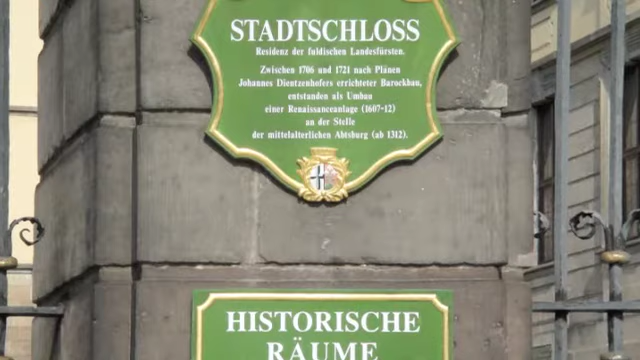 STADTSCHLOSS
Residenz der fuldischen Landesfürsten.
Zwischen 1706 und 1721 nach Plänen
Johannes Dientzenhofers errichteter Barockbau,
entstanden als Umbau
einer Renaissanceanlage (1607-12)
an der Stelle
der mittelalterlichen Abtsburg (ab 1312).
HISTORISCHE
RÄUME